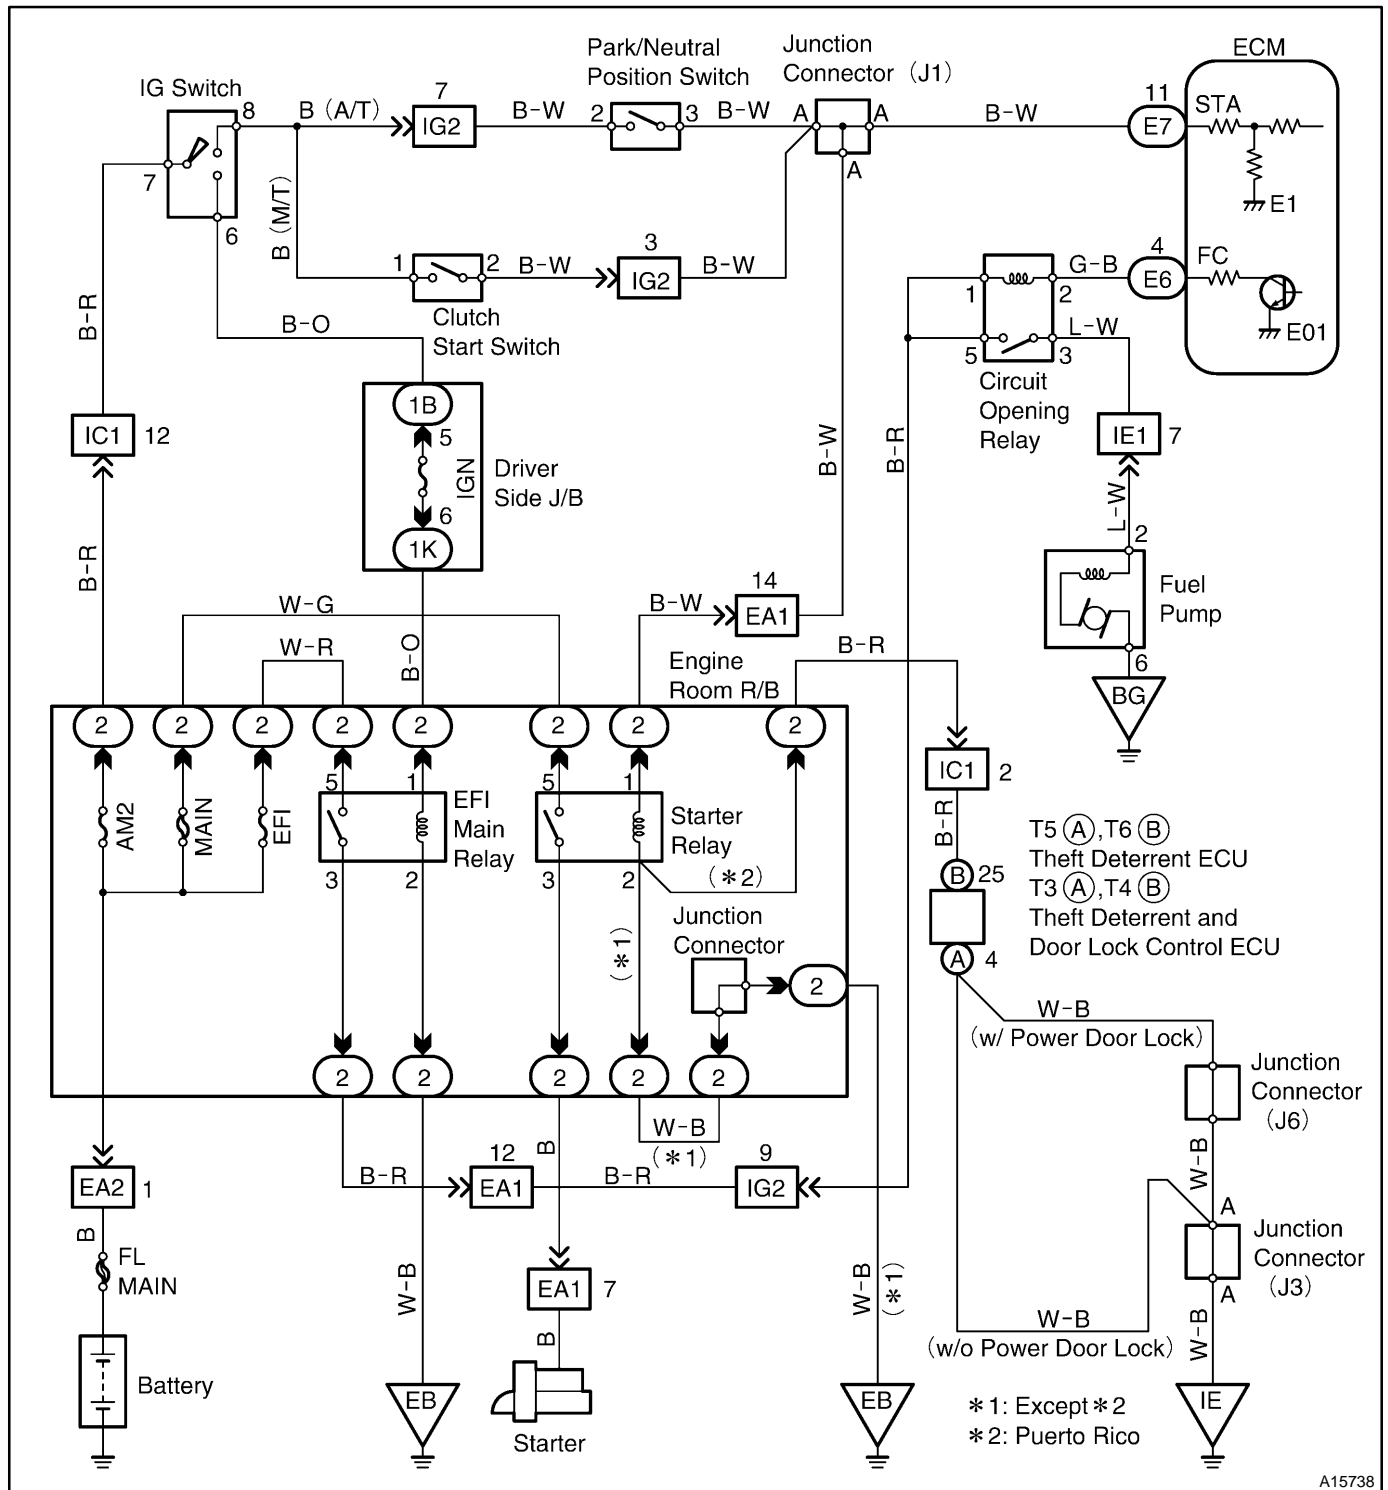 Park/Neutral
Position Switch
Junction
Connector (J1)
ECM
IG Switch
8
B (A/T)
7
IG2
B-W
2
3
B-W
A
A
A
B-W
11
E7
STA
E1
7
6
B (M/T)
1
2
B-W
3
IG2
B-W
Clutch
Start Switch
1
2
G-B
4
E6
FC
E01
5
3
L-W
Circuit
Opening
Relay
B-R
B-O
IC1
12
1B
5
IGN
6
1K
Driver
Side J/B
B-W
B-R
IE1
7
L-W
2
Fuel
Pump
6
BG
B-R
W-G
W-R
B-O
B-W
14
EA1
Engine
Room R/B
B-R
2
2
2
2
2
2
2
2
AM2
MAIN
EFI
5
1
EFI
Main
Relay
3
2
5
1
Starter
Relay
3
2
(*2)
(*1)
Junction
Connector
2
IC1
2
B-R
B
25
A
4
T5 (A), T6 (B)
Theft Deterrent ECU
T3 (A), T4 (B)
Theft Deterrent and
Door Lock Control ECU
W-B
(w/ Power Door Lock)
2
2
2
2
2
Junction
Connector
(J6)
W-B
(*1)
B
12
B-R
EA1
B-R
9
IG2
W-B
EA2
1
B
FL
MAIN
W-B
EA1
7
B
W-B
(*1)
A
Junction
Connector
(J3)
A
W-B
(w/o Power Door Lock)
W-B
Battery
EB
Starter
EB
IE
*1: Except *2
*2: Puerto Rico
A15738